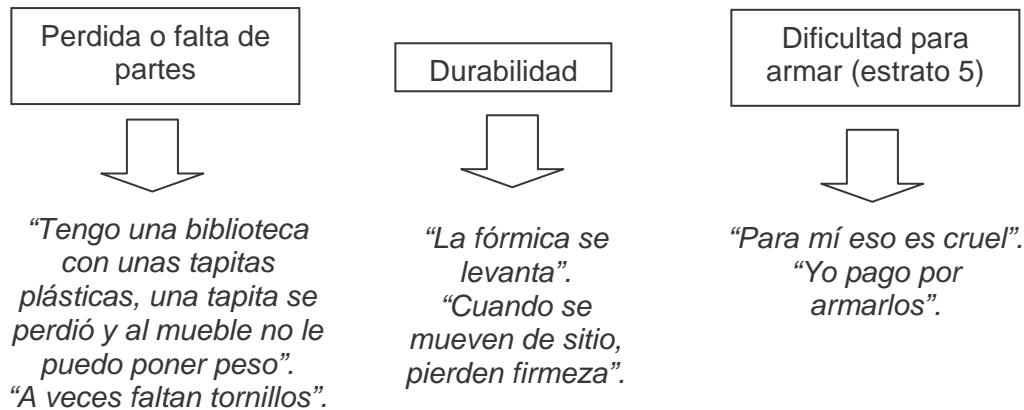 Perdida o falta de
partes
“Tengo una biblioteca
con unas tapitas
plásticas, una tapita se
perdió y al mueble no le
puedo poner peso”.
“A veces faltan tornillos”.
Durabilidad
“La fórmica se
levanta”.
“Cuando se
mueven de sitio,
pierden firmeza”.
Dificultad para
armar (estrato 5)
“Para mí eso es cruel”.
“Yo pago por
armarlos”.